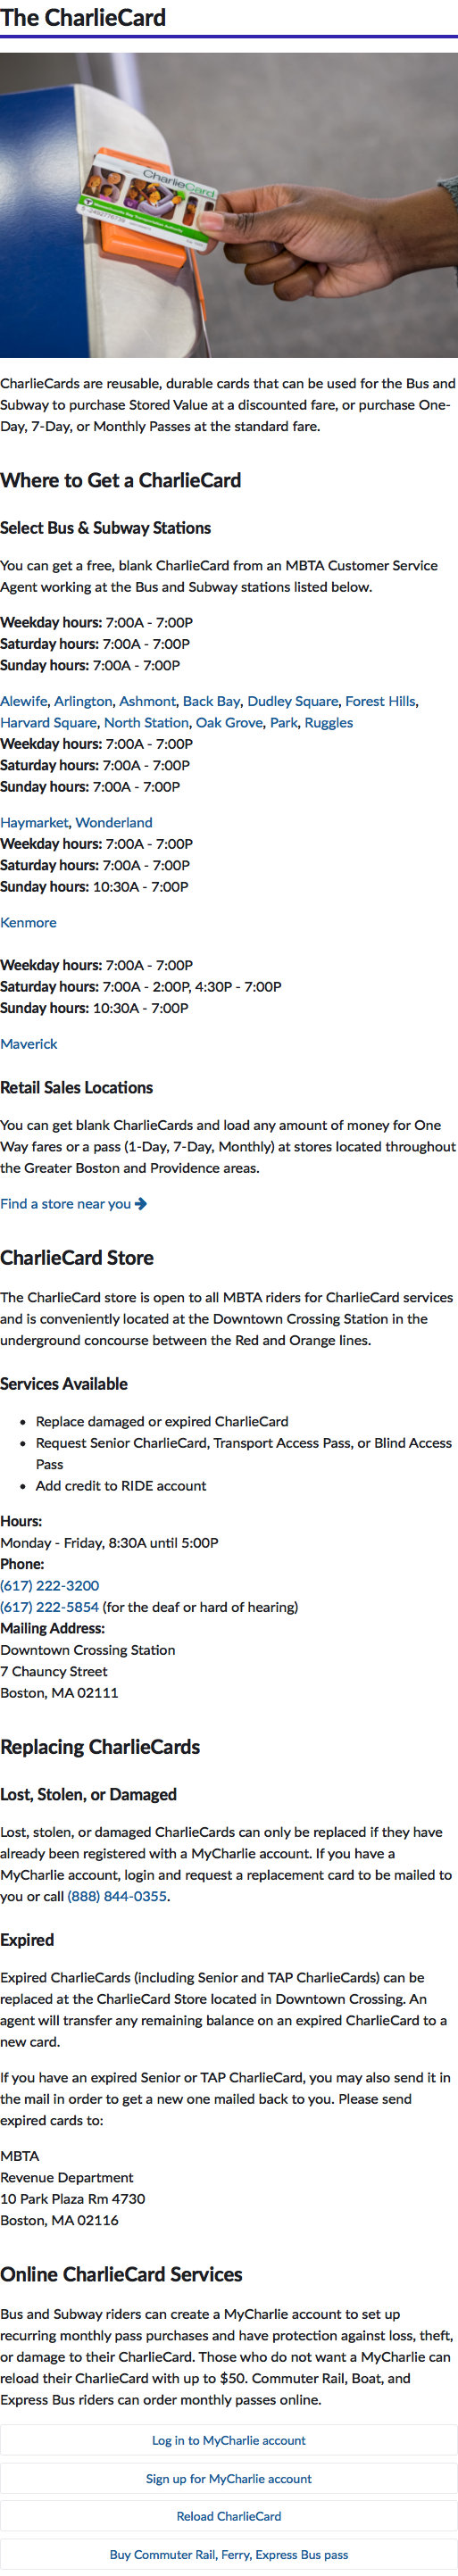 The CharlieCard
CharlieCard
CharlieCards are reusable, durable cards that can be used for the Bus and
Subway to purchase Stored Value at a discounted fare, or purchase One-
Day, 7-Day, or Monthly Passes at the standard fare.
Where to Get a CharlieCard
Select Bus & Subway Stations
You can get a free, blank CharlieCard from an MBTA Customer Service
Agent working at the Bus and Subway stations listed below.
Weekday hours: 7:00A - 7:00P
Saturday hours: 7:00A - 7:00P
Sunday hours: 7:00A - 7:00P
Alewife, Arlington, Ashmont, Back Bay, Dudley Square, Forest Hills,
Harvard Square, North Station, Oak Grove, Park, Ruggles
Weekday hours: 7:00A - 7:00P
Saturday hours: 7:00A - 7:00P
Sunday hours: 7:00A - 7:00P
Haymarket, Wonderland
Weekday hours: 7:00A - 7:00P
Saturday hours: 7:00A - 7:00P
Sunday hours: 10:30A - 7:00P
Kenmore
Weekday hours: 7:00A - 7:00P
Saturday hours: 7:00A - 2:00P, 4:30P - 7:00P
Sunday hours: 10:30A - 7:00P
Maverick
Retail Sales Locations
You can get blank CharlieCards and load any amount of money for One
Way fares or a pass (1-Day, 7-Day, Monthly) at stores located throughout
the Greater Boston and Providence areas.
Find a store near you
CharlieCard Store
The CharlieCard store is open to all MBTA riders for CharlieCard services
and is conveniently located at the Downtown Crossing Station in the
underground concourse between the Red and Orange lines.
Services Available
• Replace damaged or expired CharlieCard
• Request Senior CharlieCard, Transport Access Pass, or Blind Access
Pass
• Add credit to RIDE account
Hours:
Monday - Friday, 8:30A until 5:00P
Phone:
(617) 222-3200
(617) 222-5854 (for the deaf or hard of hearing)
Mailing Address:
Downtown Crossing Station
7 Chauncy Street
Boston, MA 02111
Replacing CharlieCards
Lost, Stolen, or Damaged
Lost, stolen, or damaged CharlieCards can only be replaced if they have
already been registered with a MyCharlie account. If you have a
MyCharlie account, login and request a replacement card to be mailed to
you or call (888) 844-0355.
Expired
Expired CharlieCards (including Senior and TAP CharlieCards) can be
replaced at the CharlieCard Store located in Downtown Crossing. An
agent will transfer any remaining balance on an expired CharlieCard to a
new card.
If you have an expired Senior or TAP CharlieCard, you may also send it in
the mail in order to get a new one mailed back to you. Please send
expired cards to:
MBTA
Revenue Department
10 Park Plaza Rm 4730
Boston, MA 02116
Online CharlieCard Services
Bus and Subway riders can create a MyCharlie account to set up
recurring monthly pass purchases and have protection against loss, theft,
or damage to their CharlieCard. Those who do not want a MyCharlie can
reload their CharlieCard with up to $50. Commuter Rail, Boat, and
Express Bus riders can order monthly passes online.
Log in to MyCharlie account
Sign up for MyCharlie account
Reload CharlieCard
Buy Commuter Rail, Ferry, Express Bus pass